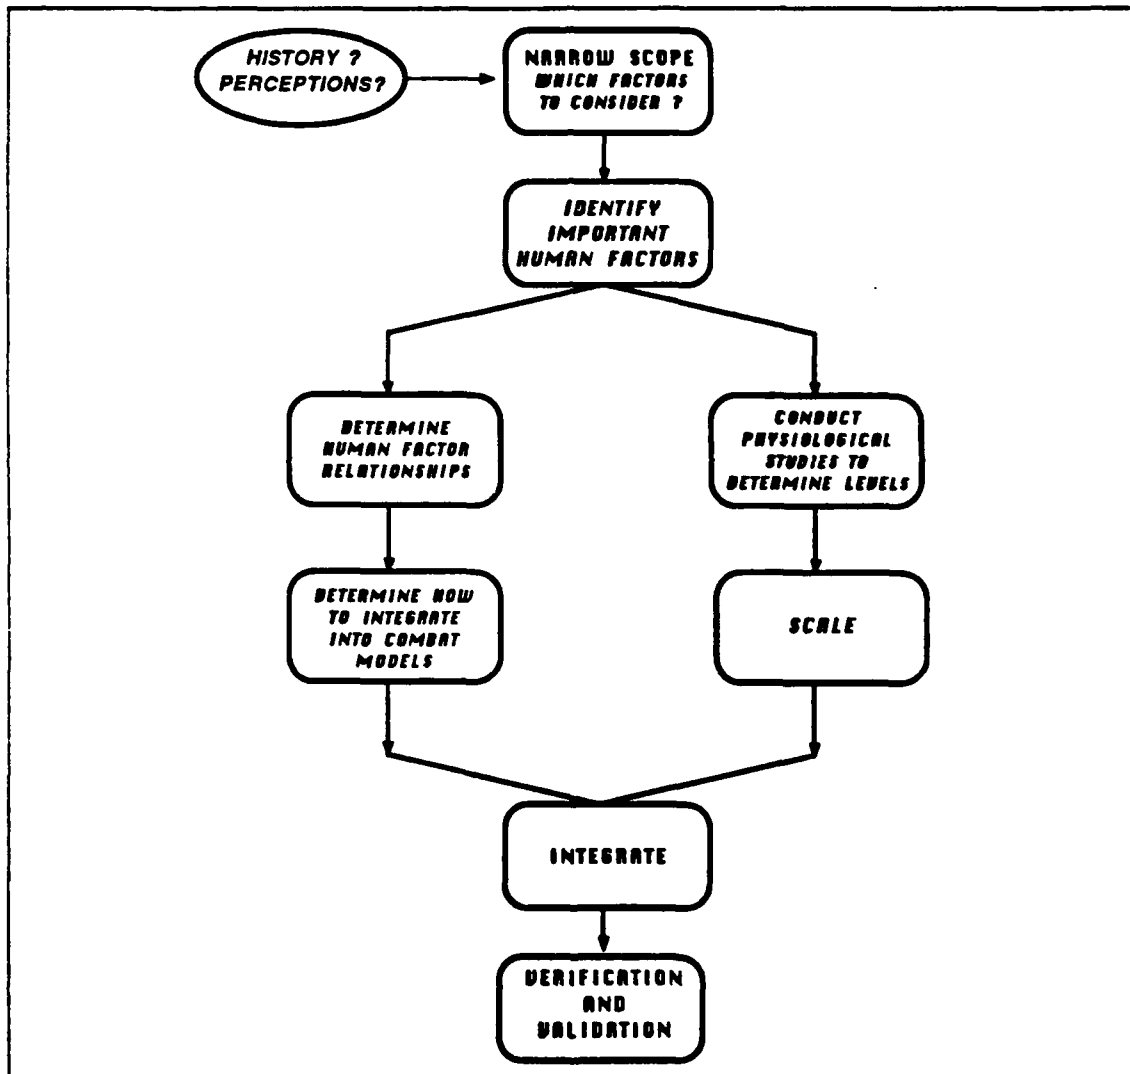 HISTORY ?
PERCEPTIONS?
NARROW SCOPE
WHICH FACTORS
TO CONSIDER ?
IDENTIFY
IMPORTANT
HUMAN FACTORS
DETERMINE
HUMAN FACTOR
RELATIONSHIPS
CONDUCT
PHYSIOLOGICAL
STUDIES TO
DETERMINE LEVELS
DETERMINE HOW
TO INTEGRATE
INTO COMBAT
MODELS
SCALE
INTEGRATE
VERIFICATION
AND
VALIDATION